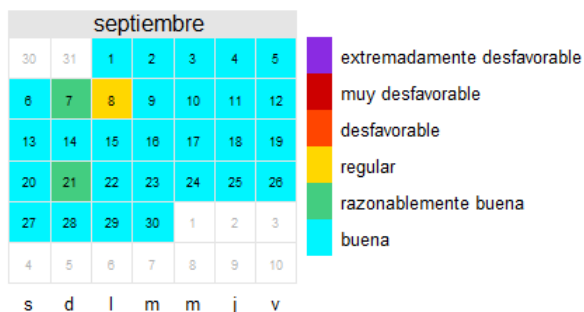 septiembre
30 31 1 2 3 4 5
6 7 8 9 10 11 12
13 14 15 16 17 18 19
20 21 22 23 24 25 26
27 28 29 30 1 2 3
4 5 6 7 8 9 10
s d l m m j v
extremadamente desfavorable
muy desfavorable
desfavorable
regular
razonablemente buena
buena